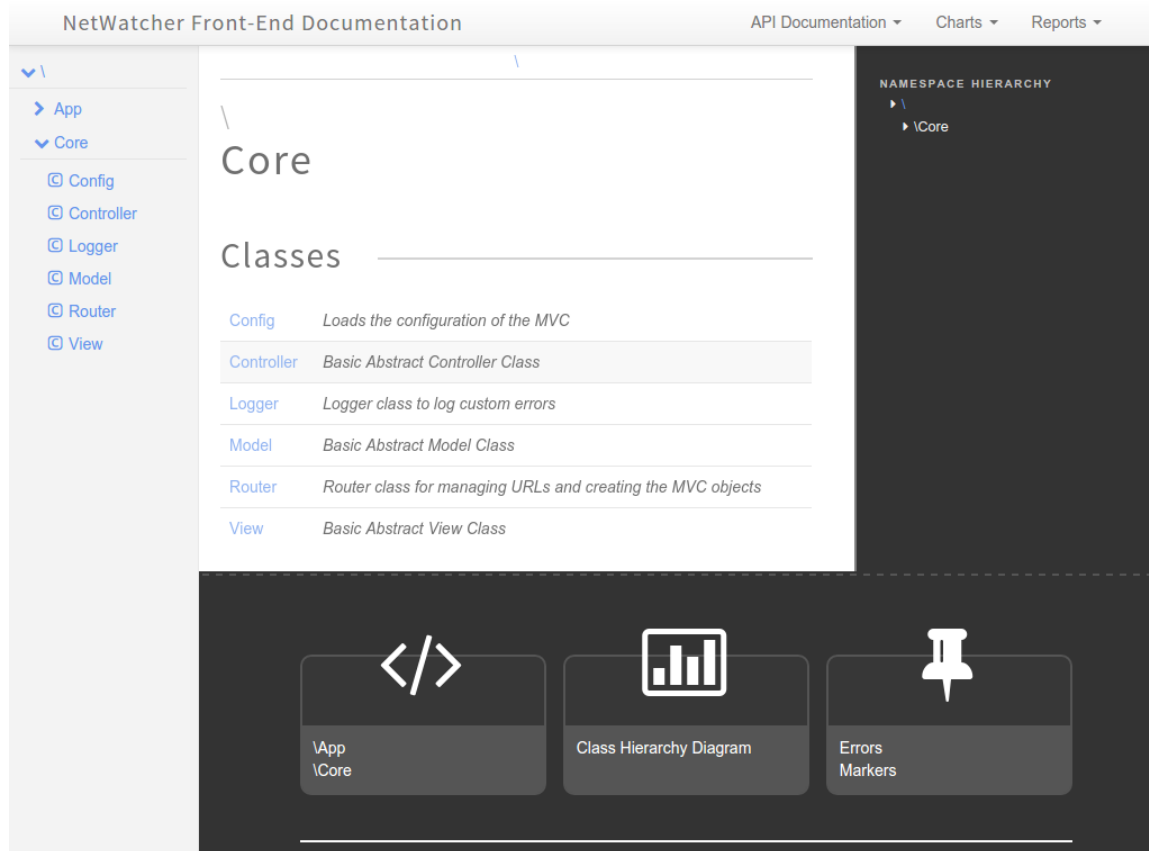 NetWatcher Front-End Documentation API Documentation Charts Reports
\
App
Core
Config
Controller
Logger
Model
Router
View
\
\
Core
Classes
Config Loads the configuration of the MVC
Controller Basic Abstract Controller Class
Logger Logger class to log custom errors
Model Basic Abstract Model Class
Router Router class for managing URLs and creating the MVC objects
View Basic Abstract View Class
NAMESPACE HIERARCHY
\
\Core
\App
\Core
Class Hierarchy Diagram
Errors
Markers